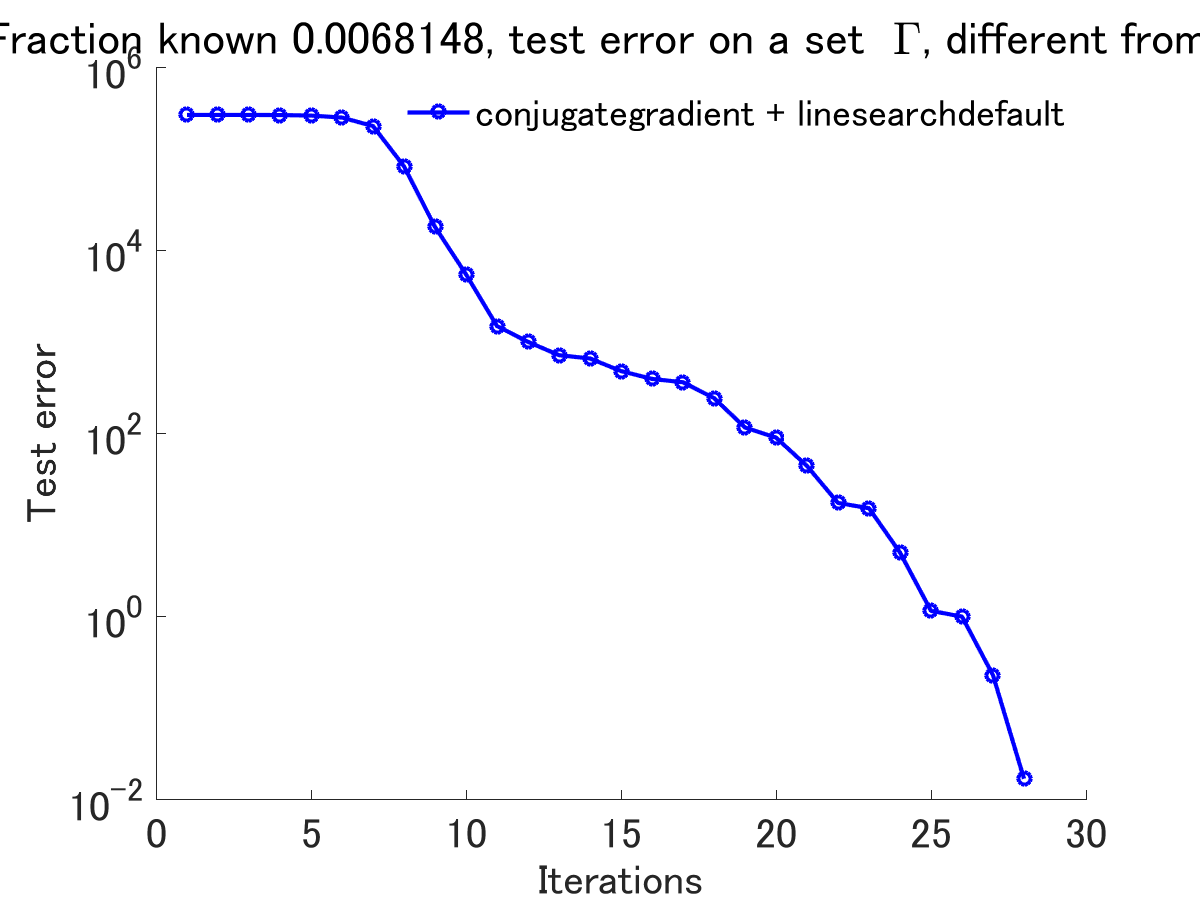 Fraction known 0.0068148, test error on a set Γ, different from
conjugategradient + linesearchdefault
Test error
10^6
10^4
10^2
10^0
10^-2
0 5 10 15 20 25 30
Iterations